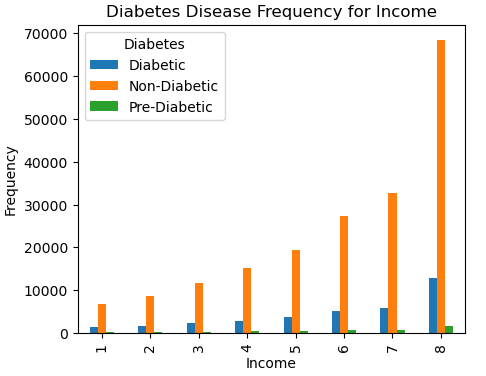 Diabetes Disease Frequency for Income
Diabetes
Diabetic
Non-Diabetic
Pre-Diabetic
70000
60000
50000
40000
30000
20000
10000
0
Frequency
1 2 3 4 5 6 7 8
Income